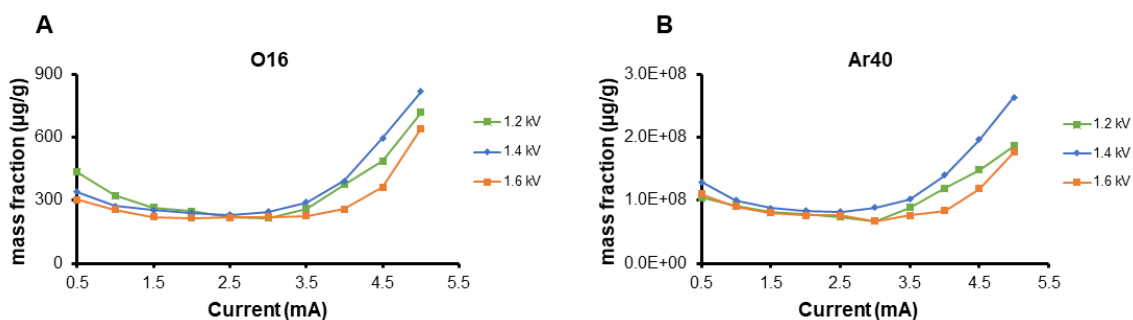 A
O16
mass fraction (µg/g)
900
600
300
0
0.5 1.5 2.5 3.5 4.5 5.5
Current (mA)
1.2 kV
1.4 kV
1.6 kV
B
Ar40
mass fraction (µg/g)
3.0E+08
2.0E+08
1.0E+08
0.0E+00
0.5 1.5 2.5 3.5 4.5 5.5
Current (mA)
1.2 kV
1.4 kV
1.6 kV